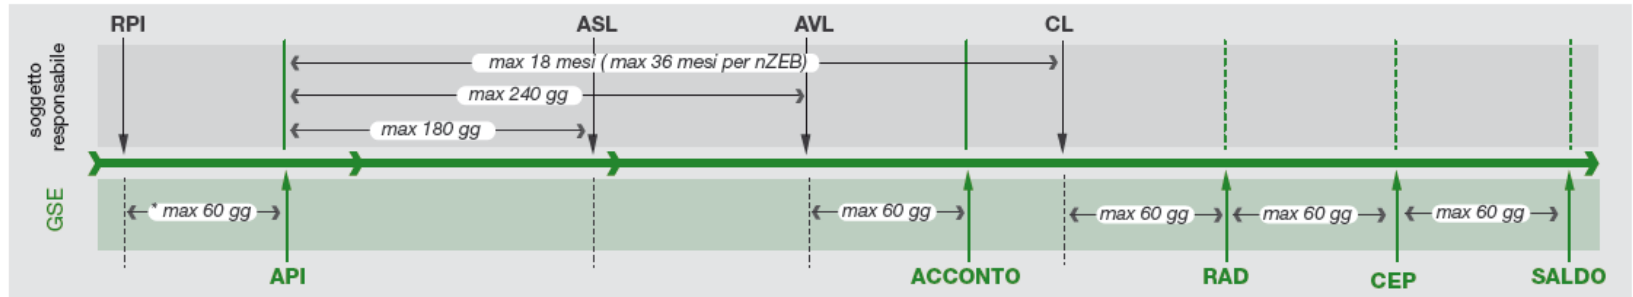 RPI ASL AVL CL
soggetto
responsabile
max 18 mesi ( max 36 mesi per nZEB)
max 240 gg
max 180 gg
GSE
* max 60 gg max 60 gg max 60 gg max 60 gg max 60 gg
API ACCONTO RAD CEP SALDO